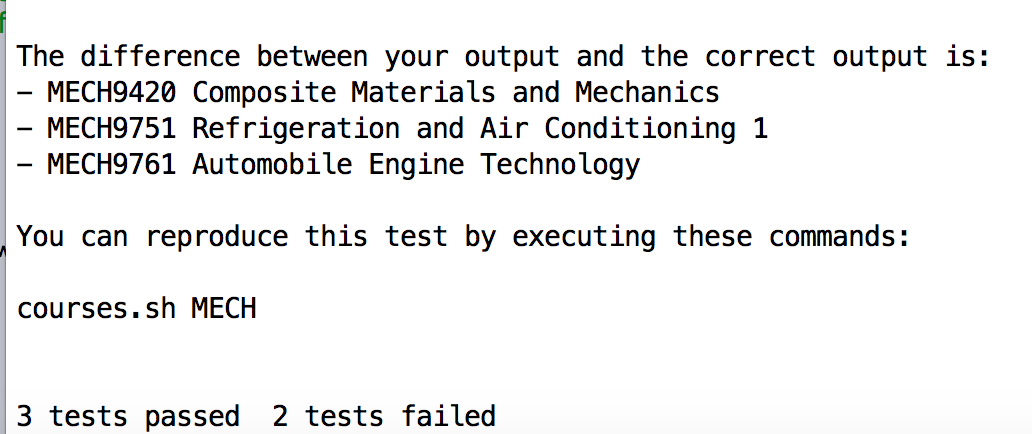 The difference between your output and the correct output is:
- MECH9420 Composite Materials and Mechanics
- MECH9751 Refrigeration and Air Conditioning 1
- MECH9761 Automobile Engine Technology
You can reproduce this test by executing these commands:
courses.sh MECH
3 tests passed  2 tests failed